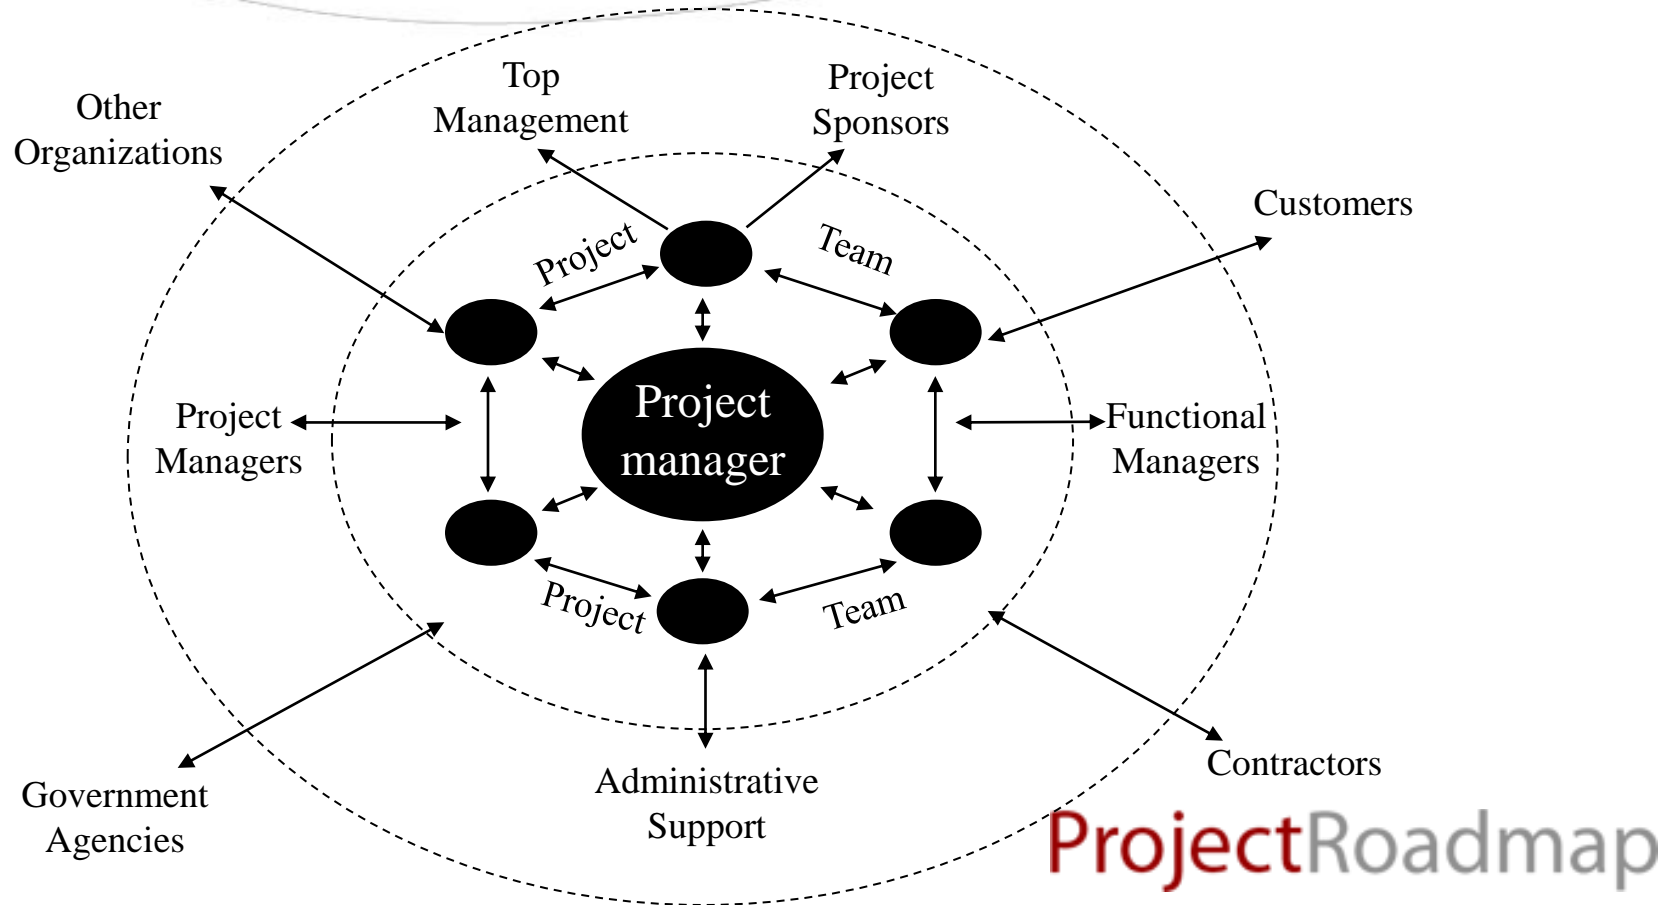 Top
Management
Project
Sponsors
Other
Organizations
Customers
Project
Team
Project
manager
Project
Managers
Functional
Managers
Project
Team
Government
Agencies
Administrative
Support
Contractors
ProjectRoadmap